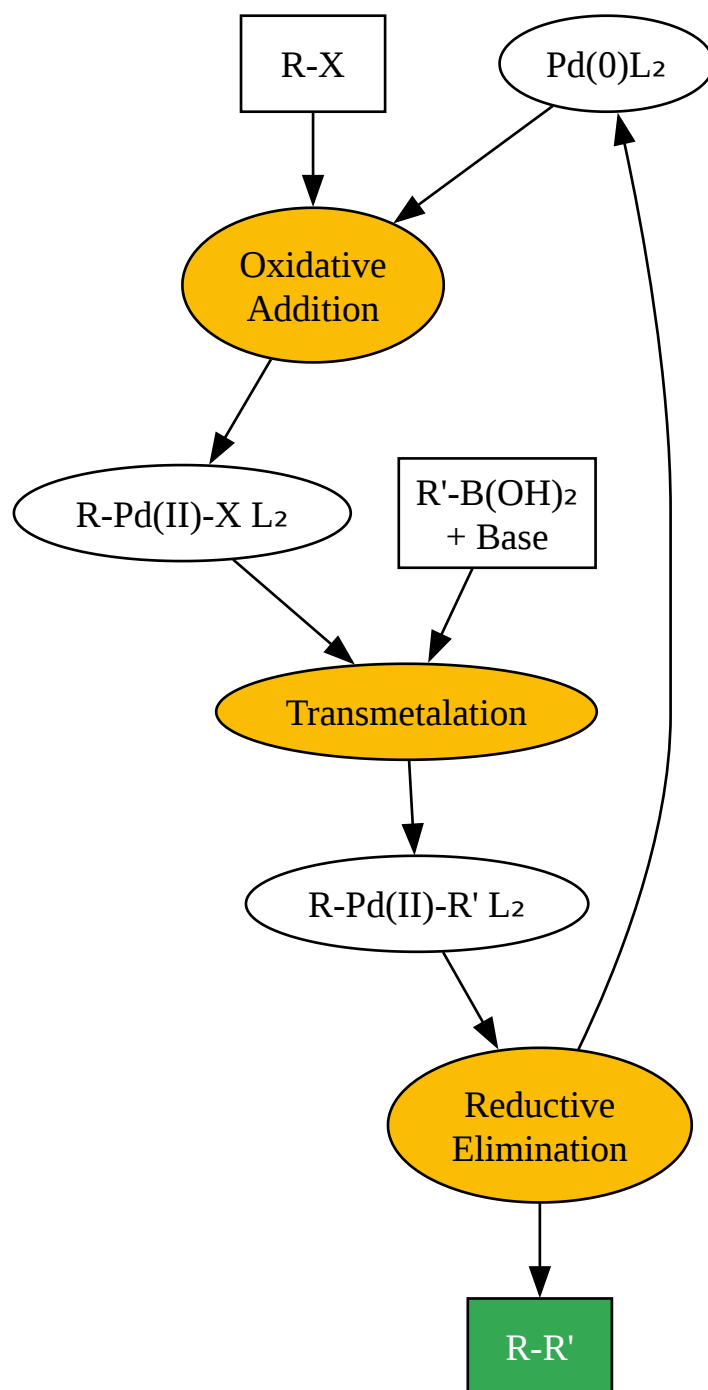 R-X
Pd(0)L₂
Oxidative
Addition
R-Pd(II)-X L₂
R'-B(OH)₂
+ Base
Transmetalation
R-Pd(II)-R' L₂
Reductive
Elimination
R-R'